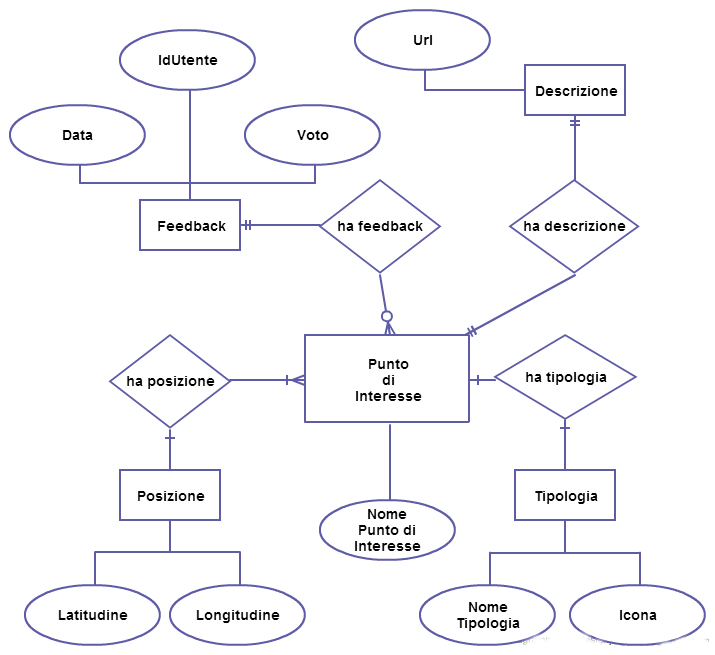 Url
IdUtente
Descrizione
Data
Voto
Feedback
ha feedback
ha descrizione
Punto
di
Interesse
ha posizione
ha tipologia
Posizione
Tipologia
Nome
Punto di
Interesse
Latitudine
Longitudine
Nome
Tipologia
Icona